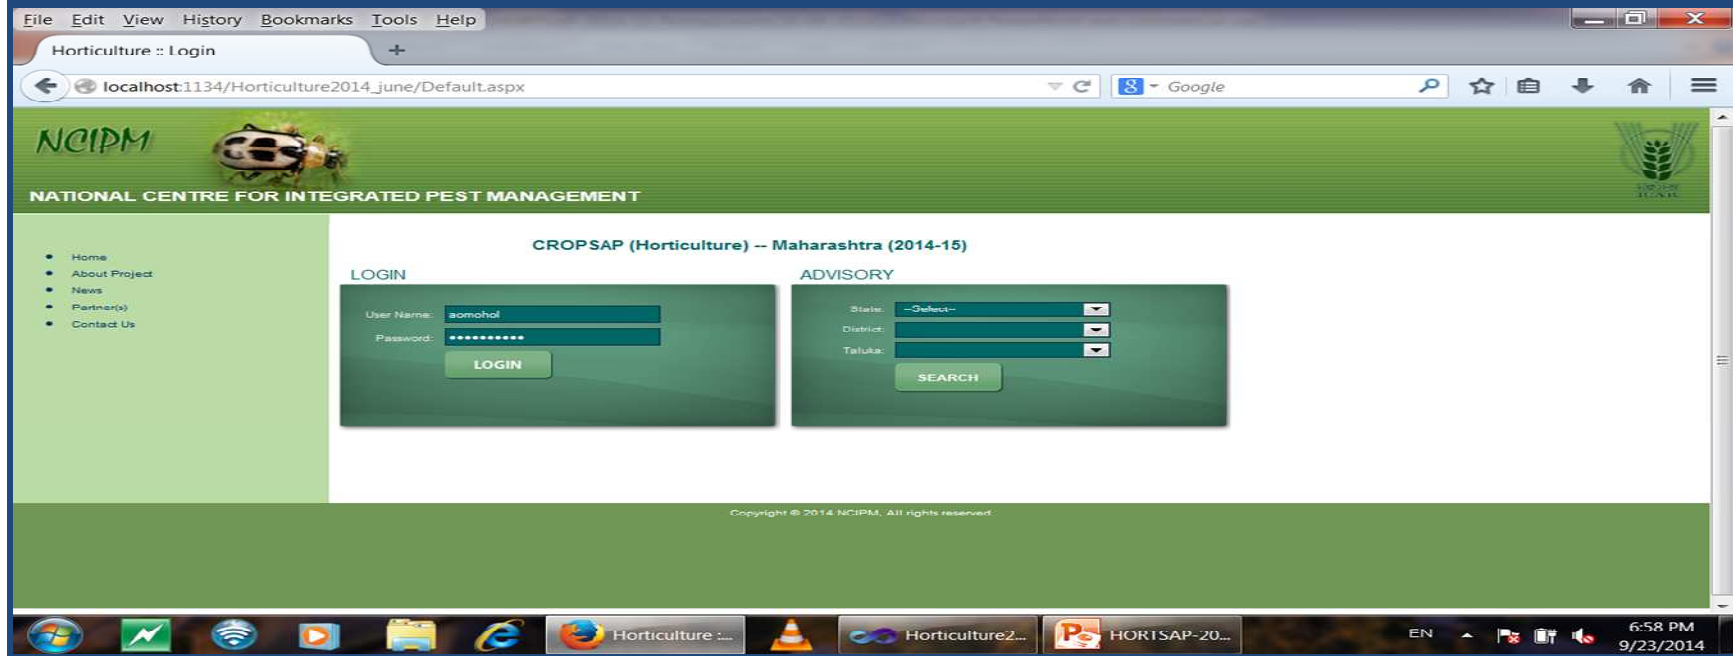 File Edit View History Bookmarks Tools Help
Horticulture :: Login
localhost:1134/Horticulture2014_june/Default.aspx
Google
NCIPM
NATIONAL CENTRE FOR INTEGRATED PEST MANAGEMENT
ICAR
Home
About Project
News
Partner(s)
Contact Us
CROPSAP (Horticulture) -- Maharashtra (2014-15)
LOGIN
User Name: aomohol
Password: ••••••••••
LOGIN
ADVISORY
State: --Select--
District:
Taluka:
SEARCH
Copyright © 2014 NCIPM, All rights reserved
Horticulture :...
Horticulture2...
HORTSAP-20...
EN
6:58 PM
9/23/2014